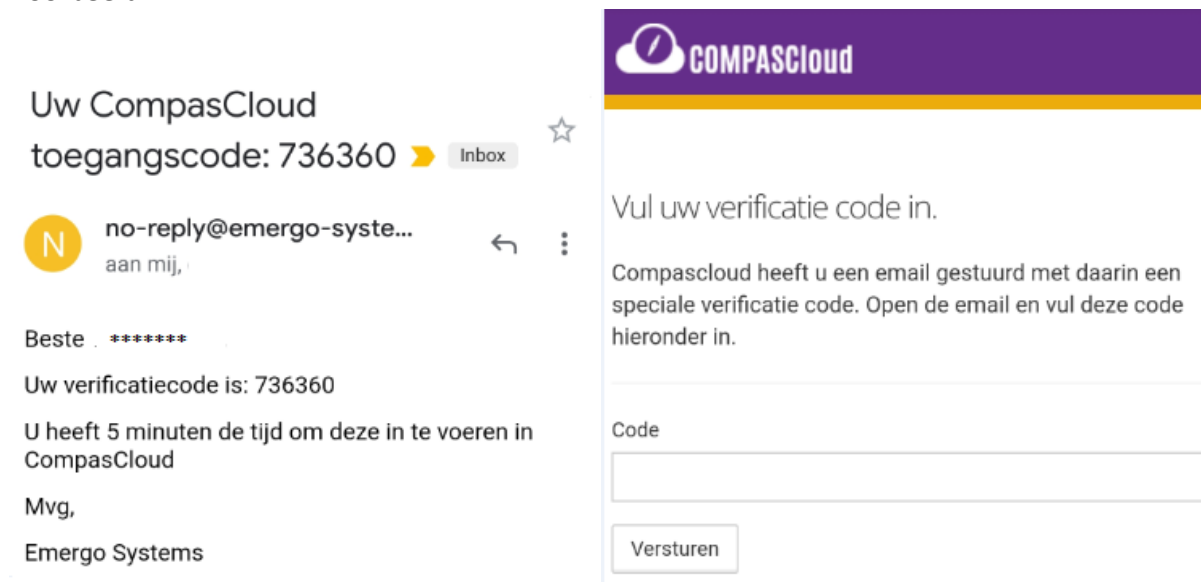 Uw CompasCloud
toegangscode: 736360 Inbox
N
no-reply@emergo-syste...
aan mij,
Beste . *******
Uw verificatiecode is: 736360
U heeft 5 minuten de tijd om deze in te voeren in
CompasCloud
Mvg,
Emergo Systems
COMPASCloud
Vul uw verificatie code in.
Compascloud heeft u een email gestuurd met daarin een
speciale verificatie code. Open de email en vul deze code
hieronder in.
Code
Versturen